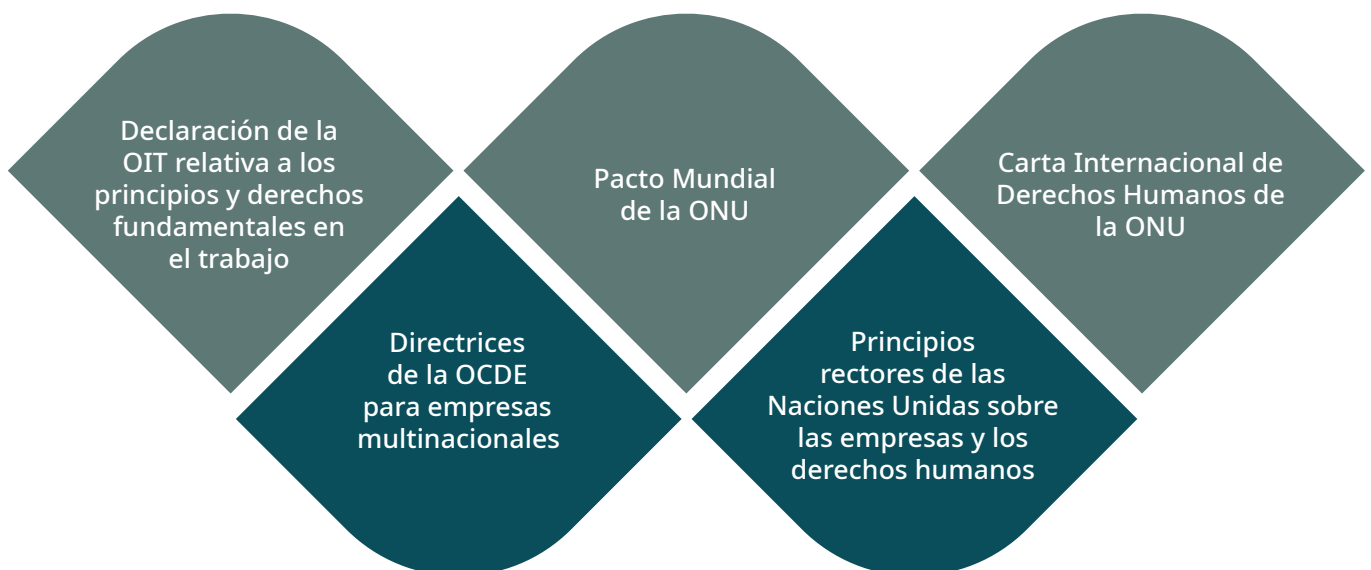 Declaración de la
OIT relativa a los
principios y derechos
fundamentales en
el trabajo
Pacto Mundial
de la ONU
Carta Internacional de
Derechos Humanos de
la ONU
Directrices
de la OCDE
para empresas
multinacionales
Principios
rectores de las
Naciones Unidas sobre
las empresas y los
derechos humanos